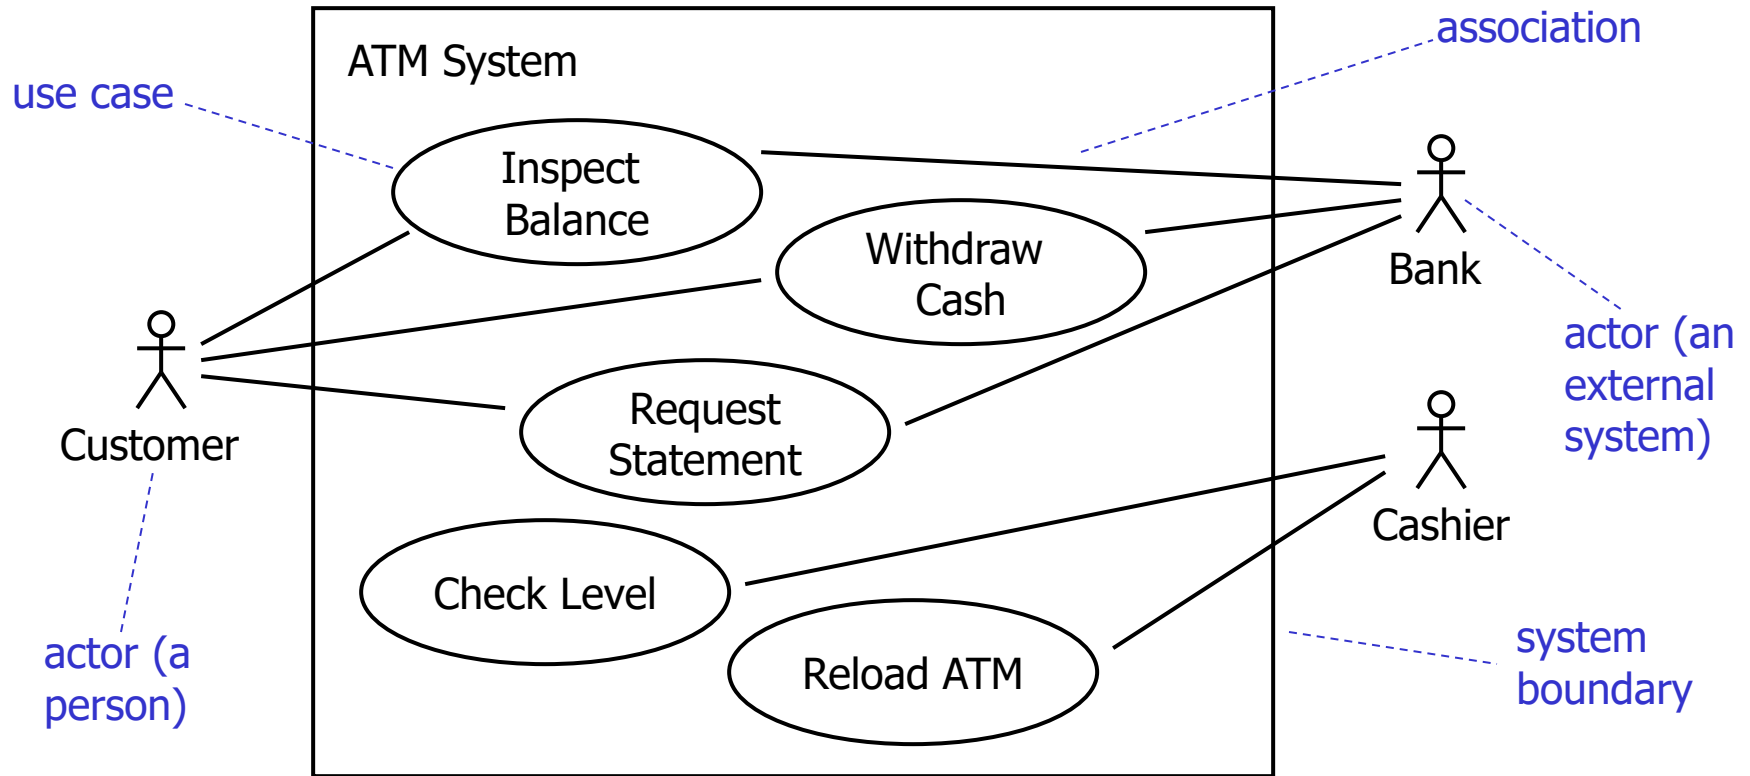 association
ATM System
use case
Inspect
Balance
Withdraw
Cash
Bank
actor (an
external
system)
Request
Statement
Customer
Cashier
Check Level
Reload ATM
actor (a
person)
system
boundary